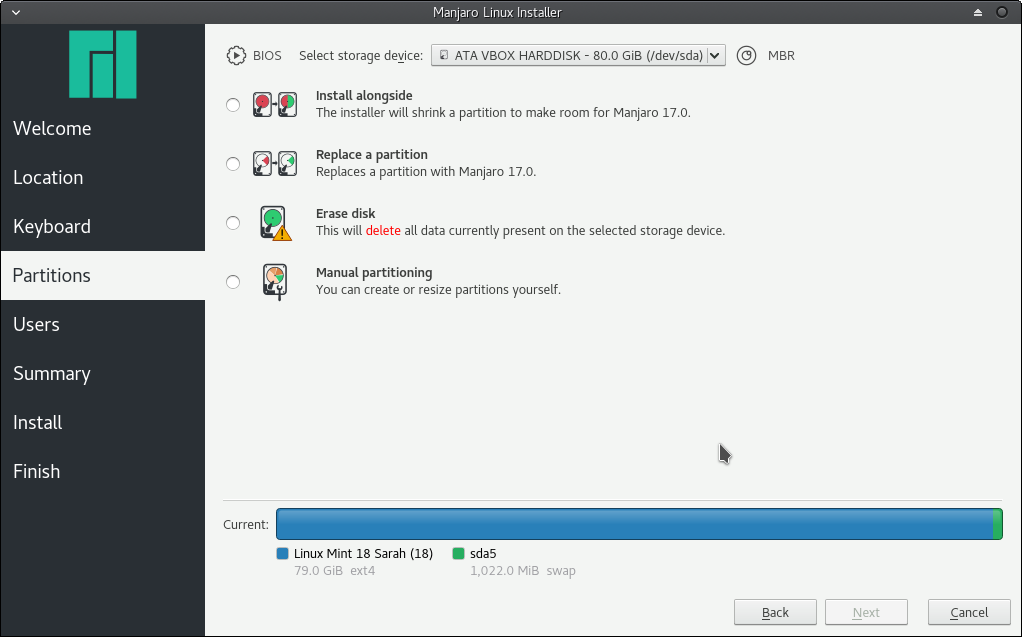 Manjaro Linux Installer
BIOS Select storage device: ATA VBOX HARDDISK - 80.0 GiB (/dev/sda) MBR
Welcome
Location
Keyboard
Partitions
Users
Summary
Install
Finish
Install alongside
The installer will shrink a partition to make room for Manjaro 17.0.
Replace a partition
Replaces a partition with Manjaro 17.0.
Erase disk
This will delete all data currently present on the selected storage device.
Manual partitioning
You can create or resize partitions yourself.
Current:
Linux Mint 18 Sarah (18) sda5
79.0 GiB ext4 1,022.0 MiB swap
Back Next Cancel